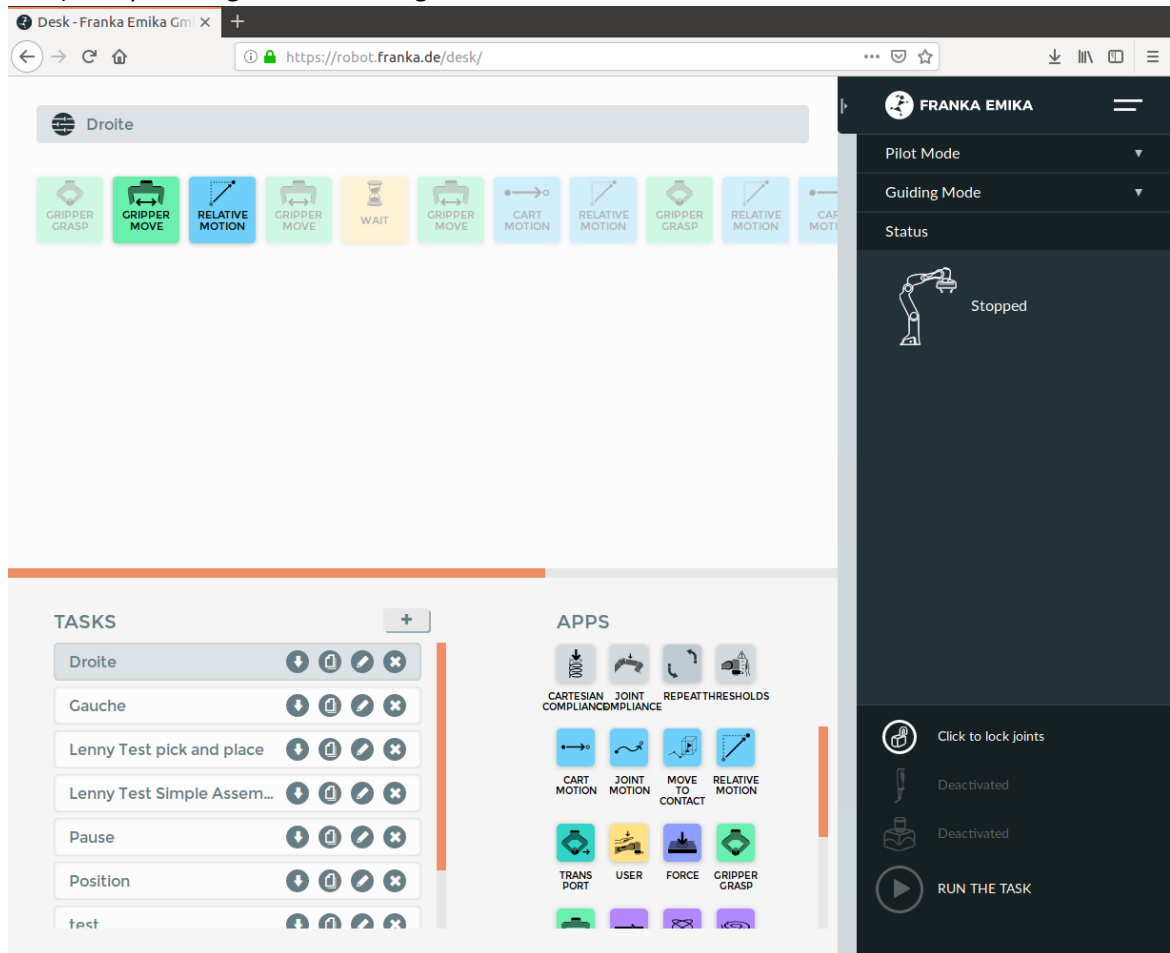 Desk - Franka Emika Gm
https://robot.franka.de/desk/
Droite
GRIPPER GRASP
GRIPPER MOVE
RELATIVE MOTION
GRIPPER MOVE
WAIT
GRIPPER MOVE
CART MOTION
RELATIVE MOTION
GRIPPER GRASP
RELATIVE MOTION
FRANKA EMIKA
Pilot Mode
Guiding Mode
Status
Stopped
TASKS
+
Droite
Gauche
Lenny Test pick and place
Lenny Test Simple Assem...
Pause
Position
test
APPS
CARTESIAN COMPLIANCE
JOINT COMPLIANCE
REPEAT
THRESHOLDS
CART MOTION
JOINT MOTION
MOVE TO CONTACT
RELATIVE MOTION
TRANS PORT
USER
FORCE
GRIPPER GRASP
Click to lock joints
Deactivated
Deactivated
RUN THE TASK